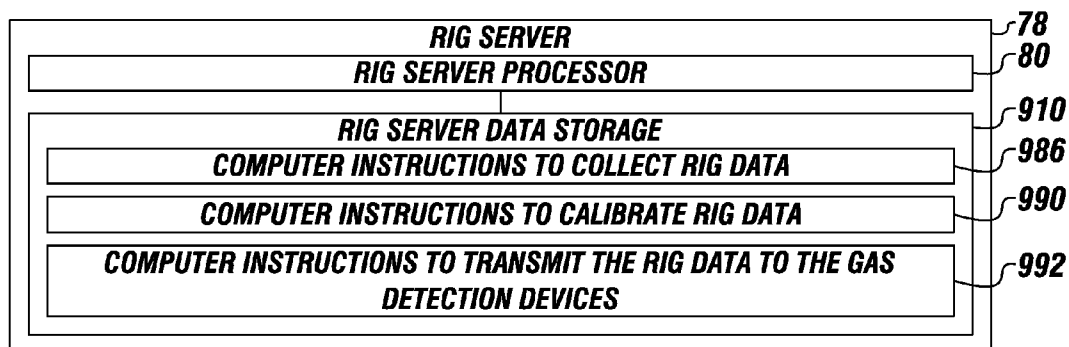 RIG SERVER
78
RIG SERVER PROCESSOR
80
RIG SERVER DATA STORAGE
910
COMPUTER INSTRUCTIONS TO COLLECT RIG DATA
986
COMPUTER INSTRUCTIONS TO CALIBRATE RIG DATA
990
COMPUTER INSTRUCTIONS TO TRANSMIT THE RIG DATA TO THE GAS
DETECTION DEVICES
992